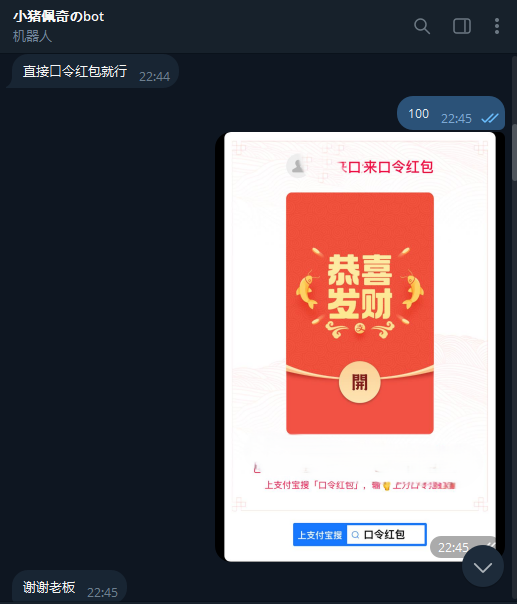 小猪佩奇のbot
机器人
直接口令红包就行 22:44
100 22:45
口
来口令红包
恭喜
发财
開
上支付宝搜「口令红包」,
上支付宝搜 口令红包
22:45
谢谢老板 22:45